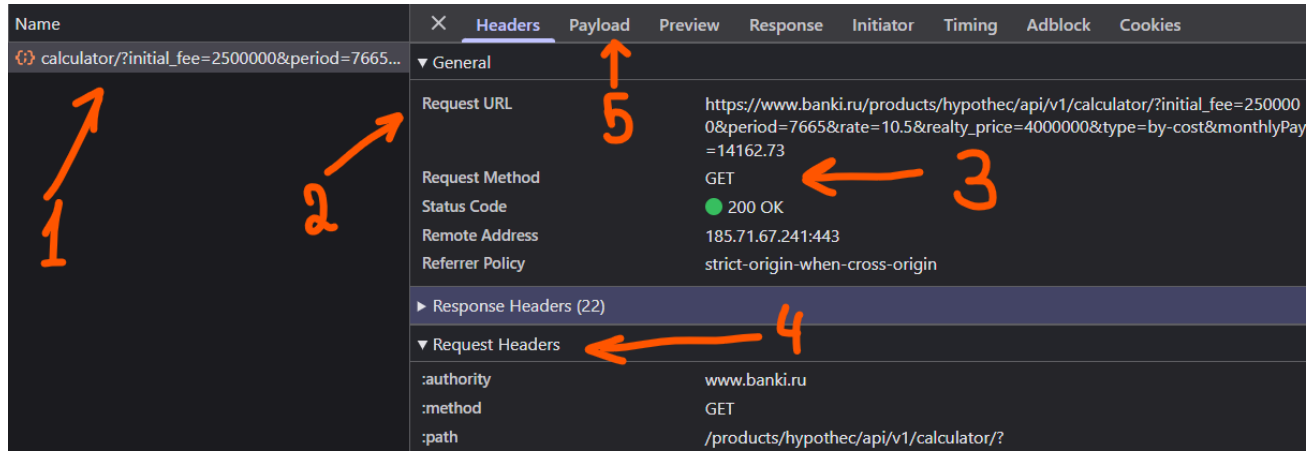 Name
Headers Payload Preview Response Initiator Timing Adblock Cookies
calculator/?initial_fee=2500000&period=7665...
General
Request URL
https://www.banki.ru/products/hypothec/api/v1/calculator/?initial_fee=250000
0&period=7665&rate=10.5&realty_price=4000000&type=by-cost&monthlyPay
=14162.73
Request Method GET
Status Code 200 OK
Remote Address 185.71.67.241:443
Referrer Policy strict-origin-when-cross-origin
Response Headers (22)
Request Headers
:authority www.banki.ru
:method GET
:path /products/hypothec/api/v1/calculator/?
1
2
3
4
5